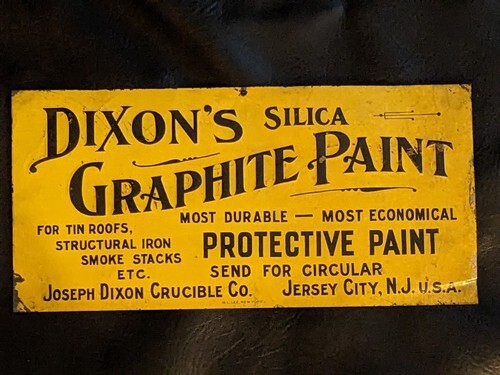 DIXON'S SILICA
GRAPHITE PAINT
MOST DURABLE — MOST ECONOMICAL
FOR TIN ROOFS,
STRUCTURAL IRON
SMOKE STACKS
ETC.
PROTECTIVE PAINT
SEND FOR CIRCULAR
JOSEPH DIXON CRUCIBLE CO. JERSEY CITY, N.J. U.S.A.